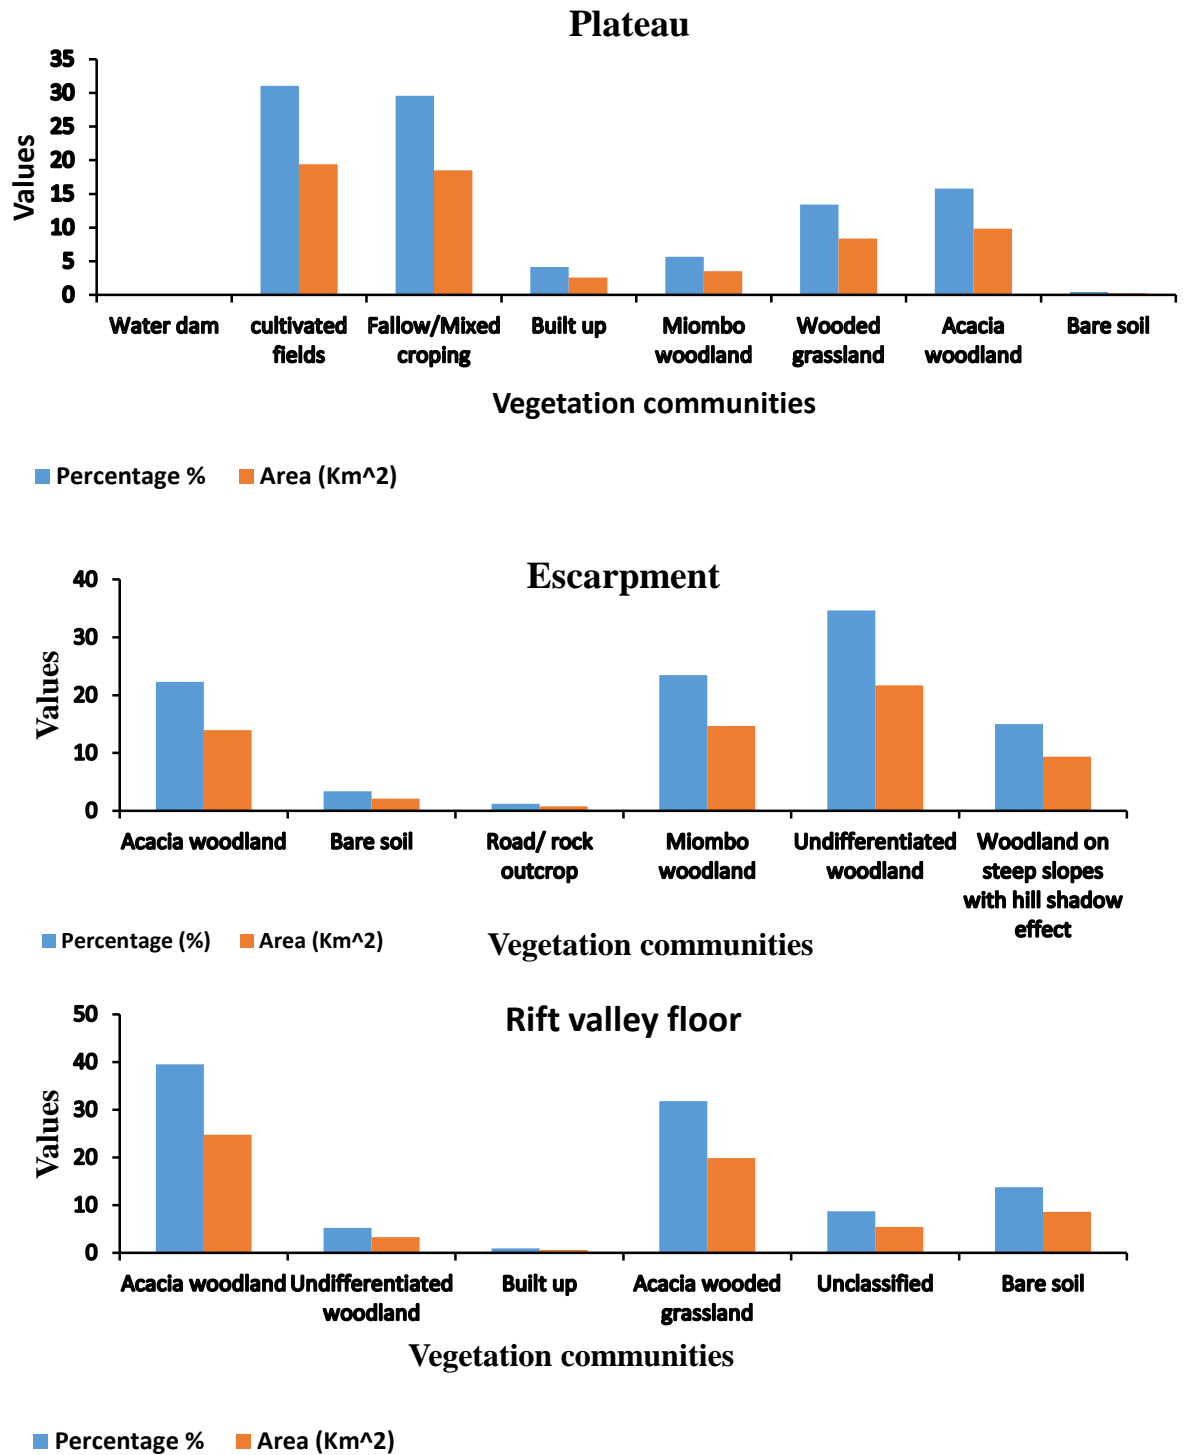 Plateau
35
30
25
20
15
10
5
0
Values
Water dam
cultivated
fields
Fallow/Mixed
croping
Built up
Miombo
woodland
Wooded
grassland
Acacia
woodland
Bare soil
Vegetation communities
Percentage %
Area (Km^2)
Escarpment
40
30
20
10
0
Values
Acacia woodland
Bare soil
Road/ rock
outcrop
Miombo
woodland
Undifferentiated
woodland
Woodland on
steep slopes
with hill shadow
effect
Percentage (%)
Area (Km^2)
Vegetation communities
Rift valley floor
50
40
30
20
10
0
Values
Acacia woodland
Undifferentiated
woodland
Built up
Acacia wooded
grassland
Unclassified
Bare soil
Vegetation communities
Percentage %
Area (Km^2)